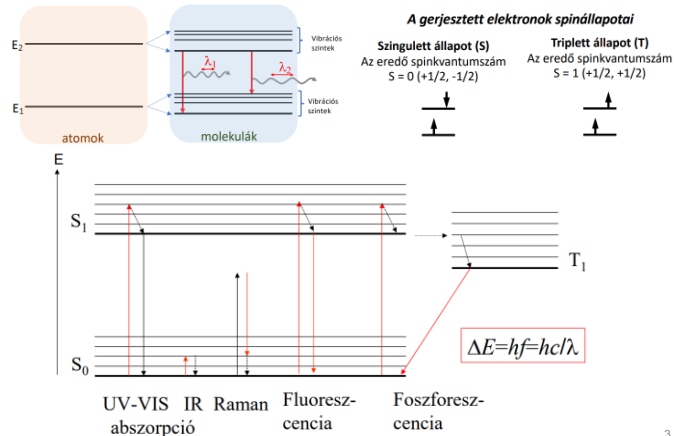 A gerjesztett elektronok spinállapotai
E2
E1
λ1
λ2
Vibrációs
szintek
Vibrációs
szintek
atomok
molekulák
Szingulett állapot (S)
Az eredő spinkvantumszám
S = 0 (+1/2, -1/2)
Triplett állapot (T)
Az eredő spinkvantumszám
S = 1 (+1/2, +1/2)
E
S1
S0
T1
ΔE=hf=hc/λ
UV-VIS
abszorpció
IR
Raman
Fluoresz-
cencia
Foszforesz-
cencia
3